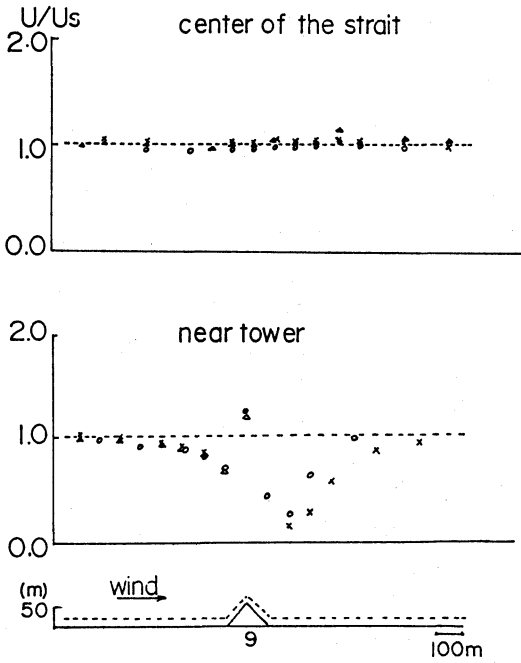 U/Us
center of the strait
2.0
1.0
0.0
near tower
2.0
1.0
0.0
(m)
wind
50
9
100m